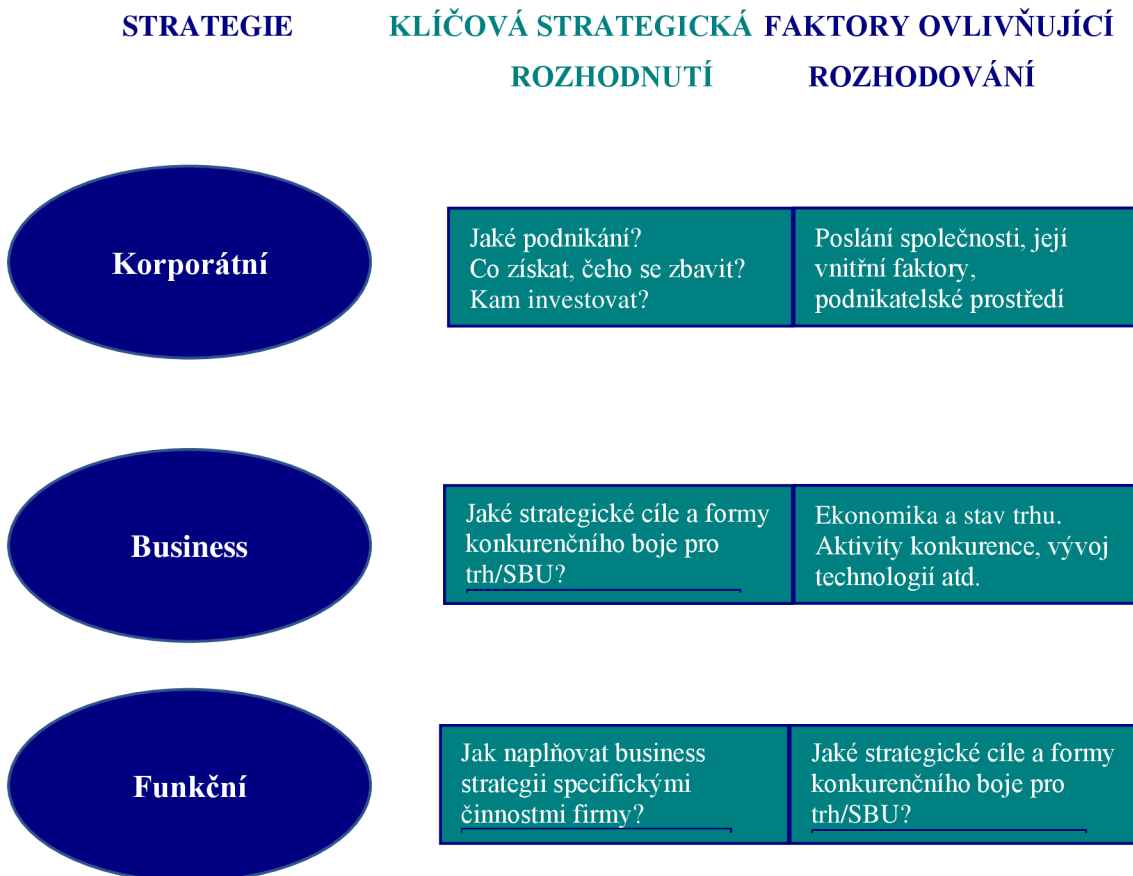 STRATEGIE
KLÍČOVÁ STRATEGICKÁ
ROZHODNUTÍ
FAKTORY OVLIVŇUJÍCÍ
ROZHODOVÁNÍ
Korporátní
Jaké podnikání?
Co získat, čeho se zbavit?
Kam investovat?
Poslání společnosti, její
vnitřní faktory,
podnikatelské prostředí
Business
Jaké strategické cíle a formy
konkurenčního boje pro
trh/SBU?
Ekonomika a stav trhu.
Aktivity konkurence, vývoj
technologií atd.
Funkční
Jak naplňovat business
strategii specifickými
činnostmi firmy?
Jaké strategické cíle a formy
konkurenčního boje pro
trh/SBU?